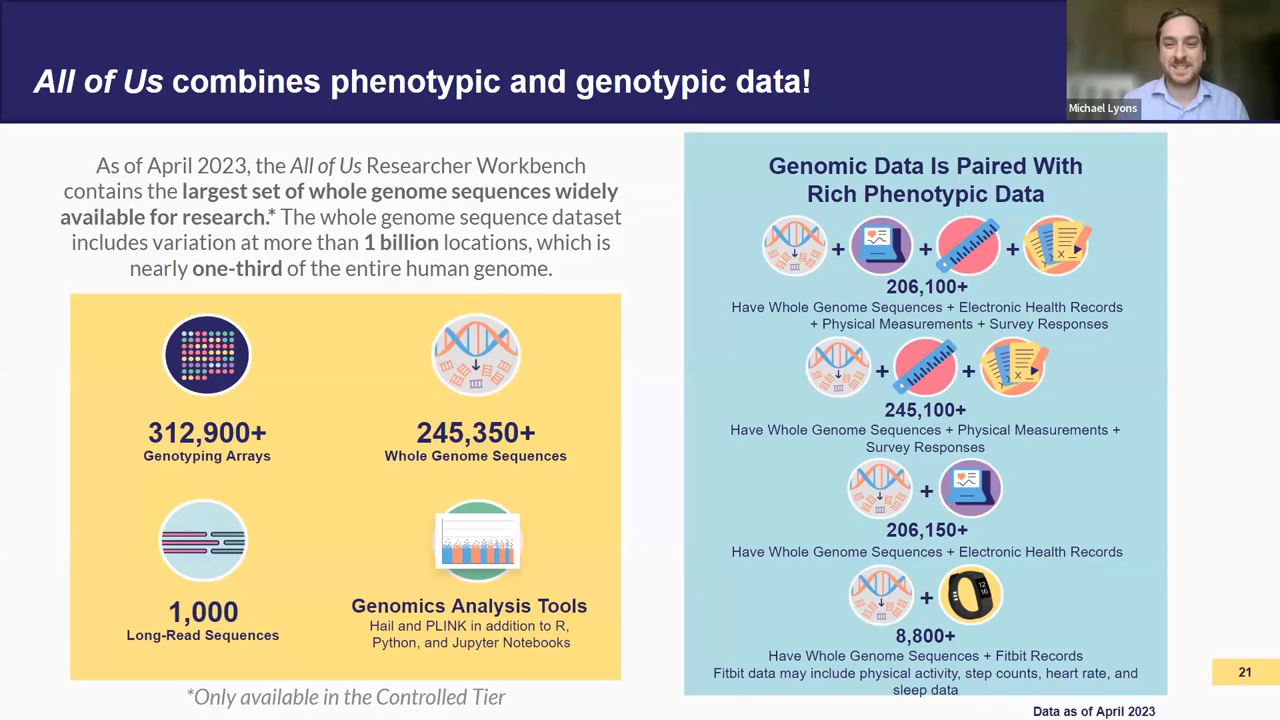 All of Us combines phenotypic and genotypic data!
Michael Lyons
As of April 2023, the All of Us Researcher Workbench
contains the largest set of whole genome sequences widely
available for research.* The whole genome sequence dataset
includes variation at more than 1 billion locations, which is
nearly one-third of the entire human genome.
312,900+
Genotyping Arrays
245,350+
Whole Genome Sequences
1,000
Long-Read Sequences
Genomics Analysis Tools
Hail and PLINK in addition to R,
Python, and Jupyter Notebooks
*Only available in the Controlled Tier
Genomic Data Is Paired With
Rich Phenotypic Data
+ + +
206,100+
Have Whole Genome Sequences + Electronic Health Records
+ Physical Measurements + Survey Responses
+ +
245,100+
Have Whole Genome Sequences + Physical Measurements +
Survey Responses
+
206,150+
Have Whole Genome Sequences + Electronic Health Records
+
12
16
8,800+
Have Whole Genome Sequences + Fitbit Records
Fitbit data may include physical activity, step counts, heart rate, and
sleep data
21
Data as of April 2023